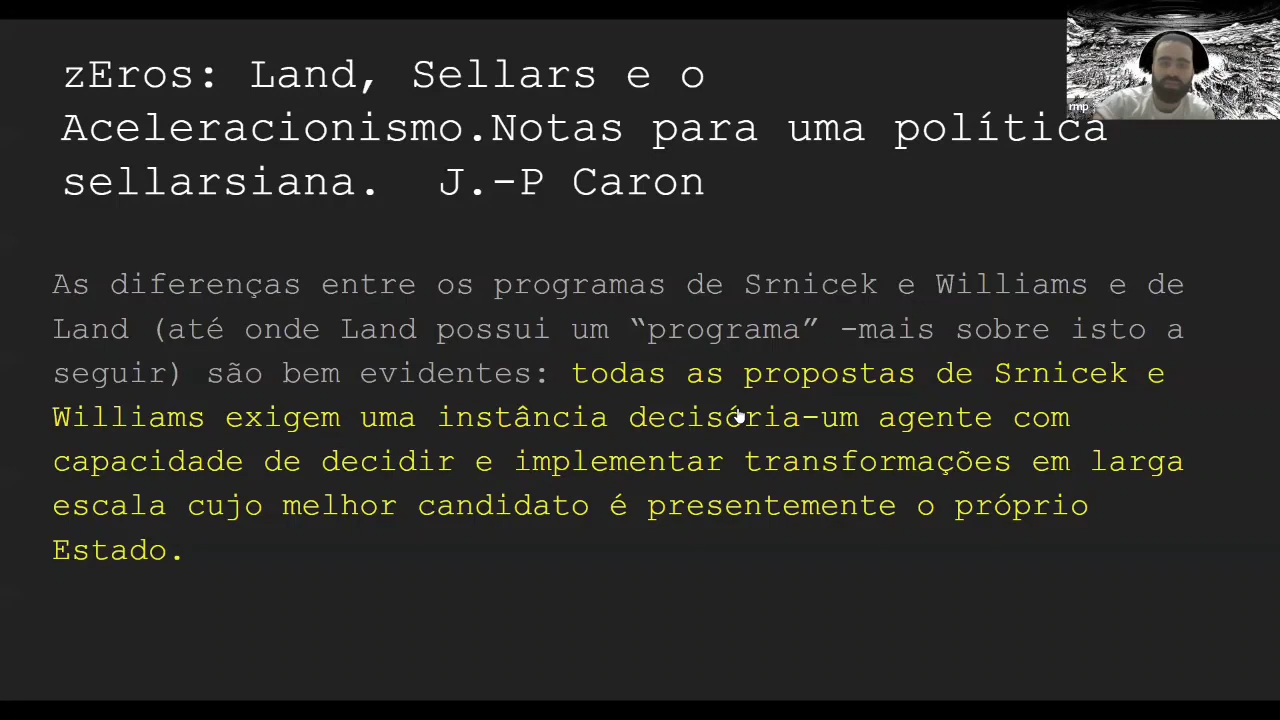 zEros: Land, Sellars e o
Aceleracionismo.Notas para uma política
sellarsiana.  J.-P Caron
rmp
As diferenças entre os programas de Srnicek e Williams e de
Land (até onde Land possui um “programa” -mais sobre isto a
seguir) são bem evidentes: todas as propostas de Srnicek e
Williams exigem uma instância decisória-um agente com
capacidade de decidir e implementar transformações em larga
escala cujo melhor candidato é presentemente o próprio
Estado.